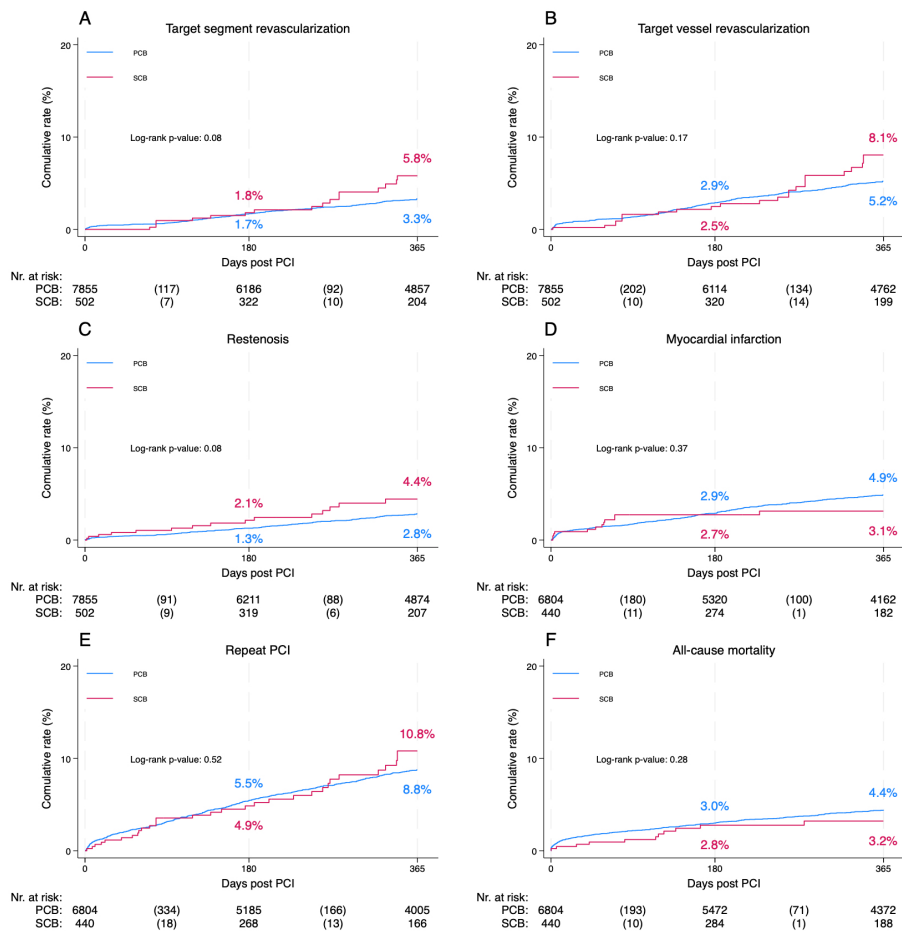 A
Target segment revascularization
20
10
0
Comulative rate (%)
PCB
SCB
Log-rank p-value: 0.08
1.8%
1.7%
5.8%
3.3%
0 180 365
Days post PCI
Nr. at risk:
PCB: 7855 (117) 6186 (92) 4857
SCB: 502 (7) 322 (10) 204
B
Target vessel revascularization
20
10
0
Comulative rate (%)
PCB
SCB
Log-rank p-value: 0.17
2.9%
2.5%
8.1%
5.2%
0 180 365
Days post PCI
Nr. at risk:
PCB: 7855 (202) 6114 (134) 4762
SCB: 502 (10) 320 (14) 199
C
Restenosis
20
10
0
Comulative rate (%)
PCB
SCB
Log-rank p-value: 0.08
2.1%
1.3%
4.4%
2.8%
0 180 365
Days post PCI
Nr. at risk:
PCB: 7855 (91) 6211 (88) 4874
SCB: 502 (9) 319 (6) 207
D
Myocardial infarction
20
10
0
Comulative rate (%)
PCB
SCB
Log-rank p-value: 0.37
2.9%
2.7%
4.9%
3.1%
0 180 365
Days post PCI
Nr. at risk:
PCB: 6804 (180) 5320 (100) 4162
SCB: 440 (11) 274 (1) 182
E
Repeat PCI
20
10
0
Comulative rate (%)
PCB
SCB
Log-rank p-value: 0.52
5.5%
4.9%
10.8%
8.8%
0 180 365
Days post PCI
Nr. at risk:
PCB: 6804 (334) 5185 (166) 4005
SCB: 440 (18) 268 (13) 166
F
All-cause mortality
20
10
0
Comulative rate (%)
PCB
SCB
Log-rank p-value: 0.28
3.0%
2.8%
4.4%
3.2%
0 180 365
Days post PCI
Nr. at risk:
PCB: 6804 (193) 5472 (71) 4372
SCB: 440 (10) 284 (1) 188